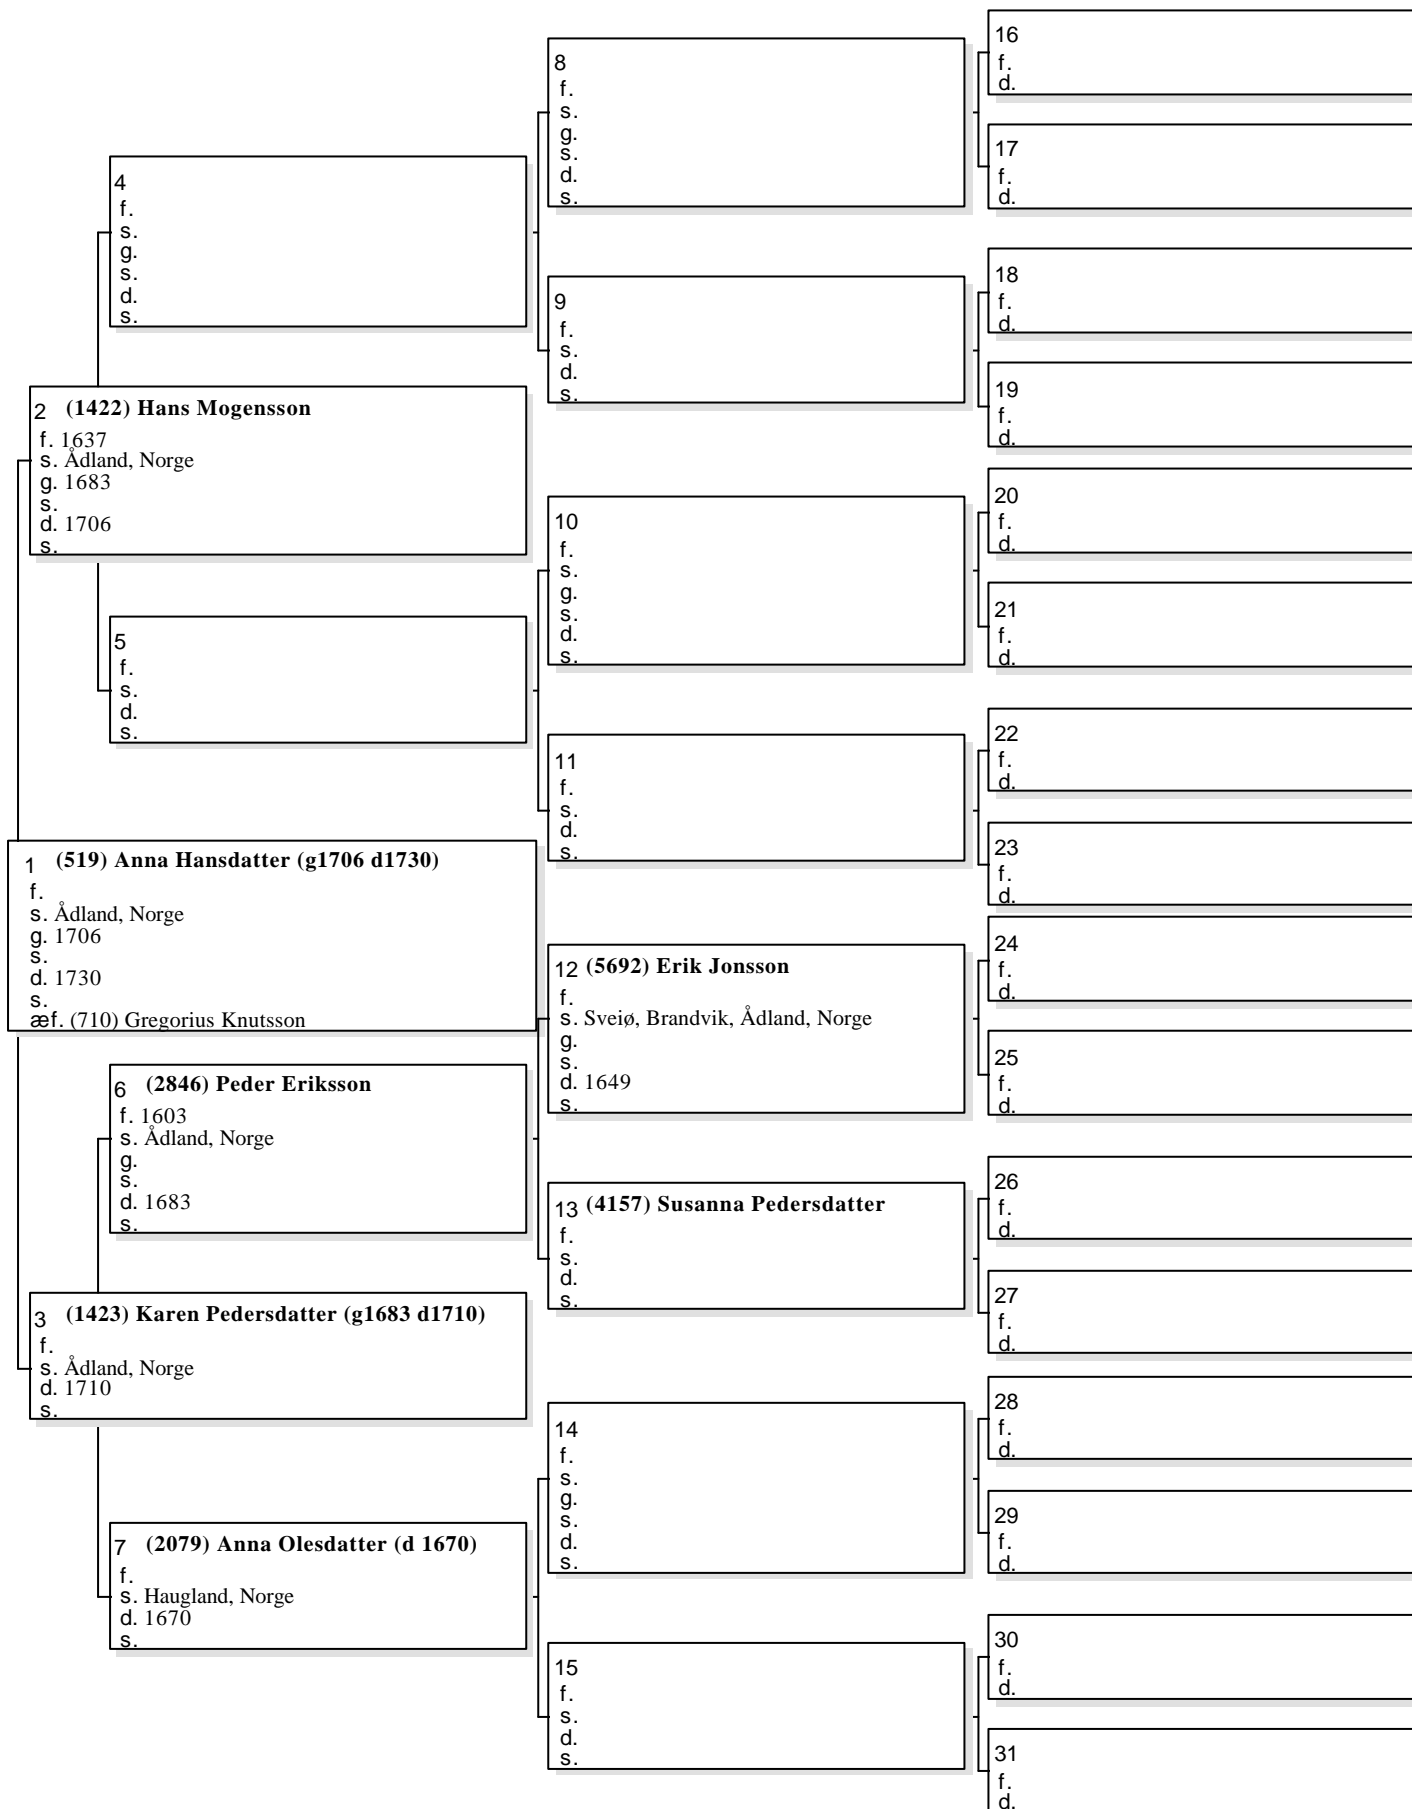 16
f.
d.
8
f.
s.
g.
s.
d.
s.
17
f.
d.
4
f.
s.
g.
s.
d.
s.
18
f.
d.
9
f.
s.
d.
s.
19
f.
d.
2 (1422) Hans Mogensson
f. 1637
s. Ådland, Norge
g. 1683
s.
d. 1706
s.
20
f.
d.
10
f.
s.
g.
s.
d.
s.
21
f.
d.
5
f.
s.
d.
s.
22
f.
d.
11
f.
s.
d.
s.
23
f.
d.
1 (519) Anna Hansdatter (g1706 d1730)
f.
s. Ådland, Norge
g. 1706
s.
d. 1730
s.
æf. (710) Gregorius Knutsson
24
f.
d.
12 (5692) Erik Jonsson
f.
s. Sveiø, Brandvik, Ådland, Norge
g.
s.
d. 1649
s.
25
f.
d.
6 (2846) Peder Eriksson
f. 1603
s. Ådland, Norge
g.
s.
d. 1683
s.
26
f.
d.
13 (4157) Susanna Pedersdatter
f.
s.
d.
s.
27
f.
d.
3 (1423) Karen Pedersdatter (g1683 d1710)
f.
s. Ådland, Norge
d. 1710
s.
28
f.
d.
14
f.
s.
g.
s.
d.
s.
29
f.
d.
7 (2079) Anna Olesdatter (d 1670)
f.
s. Haugland, Norge
d. 1670
s.
30
f.
d.
15
f.
s.
d.
s.
31
f.
d.